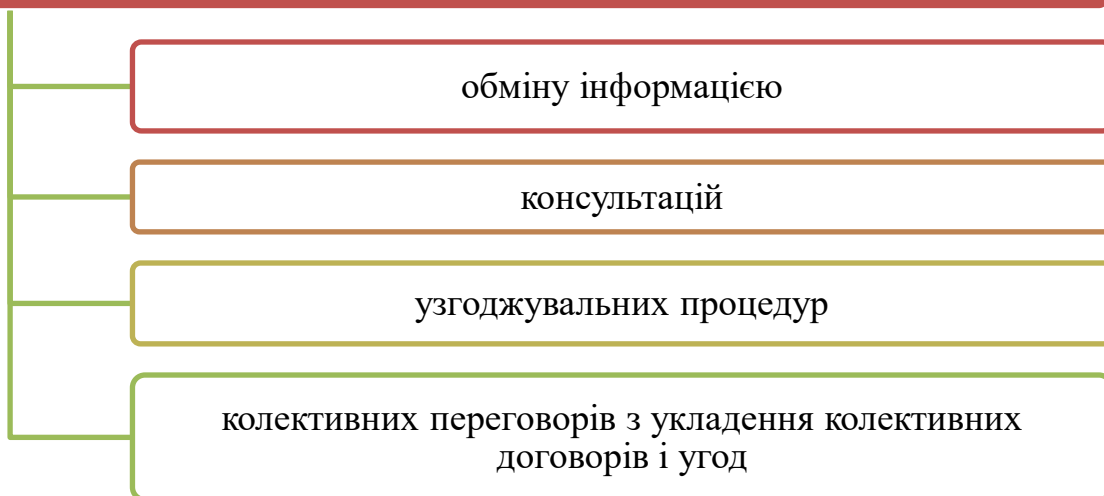 обміну інформацією
консультацій
узгоджувальних процедур
колективних переговорів з укладення колективних
договорів і угод